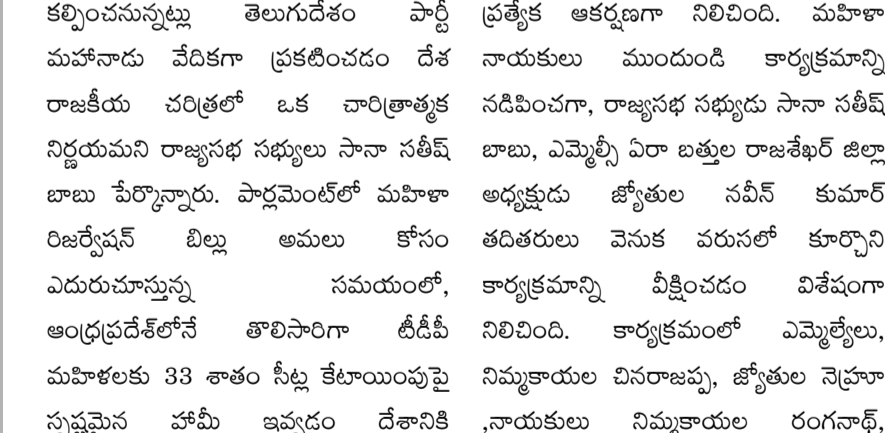 కల్పించనున్నట్లు తెలుగుదేశం పార్టీ
మహానాడు వేదికగా ప్రకటించడం దేశ
రాజకీయ చరిత్రలో ఒక చారిత్రాత్మక
నిర్ణయమని రాజ్యసభ సభ్యులు సానా సతీష్
బాబు పేర్కొన్నారు. పార్లమెంట్‌లో మహిళా
రిజర్వేషన్ బిల్లు అమలు కోసం
ఎదురుచూస్తున్న సమయంలో,
ఆంధ్రప్రదేశ్‌లోనే తొలిసారిగా టీడీపీ
మహిళలకు 33 శాతం సీట్ల కేటాయింపుపై
స్పష్టమైన హామీ ఇవ్వడం దేశానికి
ప్రత్యేక ఆకర్షణగా నిలిచింది. మహిళా
నాయకులు ముందుండి కార్యక్రమాన్ని
నడిపించగా, రాజ్యసభ సభ్యుడు సానా సతీష్
బాబు, ఎమ్మెల్సీ ఏరా బత్తుల రాజశేఖర్ జిల్లా
అధ్యక్షుడు జ్యోతుల నవీన్ కుమార్
తదితరులు వెనుక వరుసలో కూర్చొని
కార్యక్రమాన్ని వీక్షించడం విశేషంగా
నిలిచింది. కార్యక్రమంలో ఎమ్మెల్యేలు,
నిమ్మకాయల చినరాజప్ప, జ్యోతుల నెహ్రూ
,నాయకులు నిమ్మకాయల రంగనాథ్,